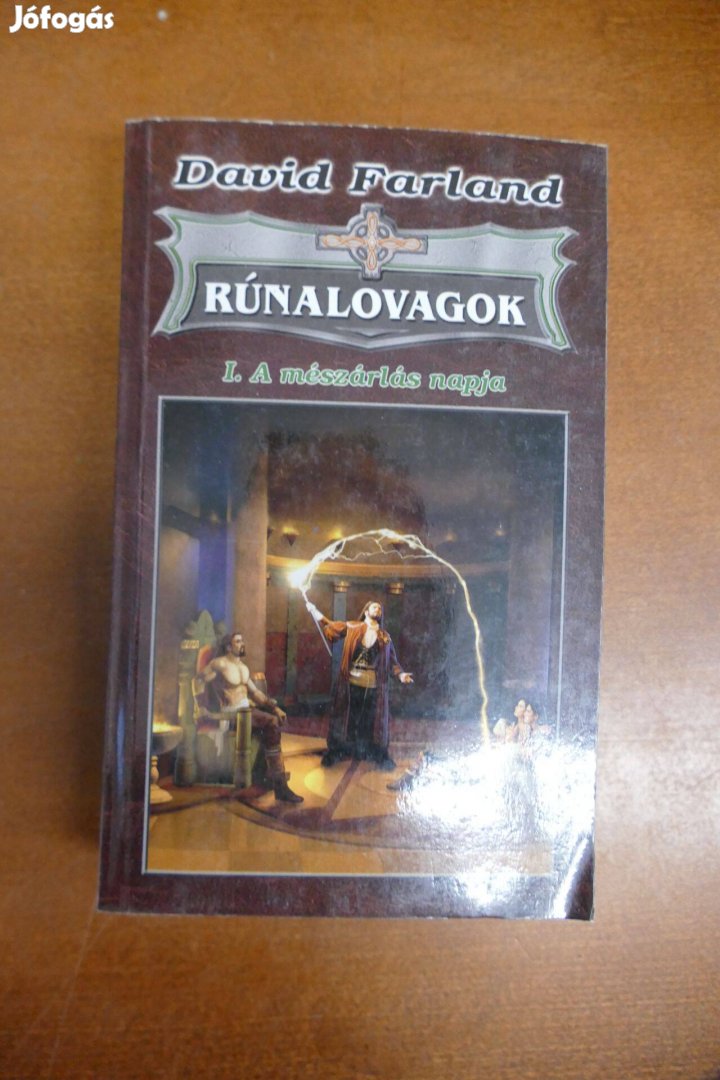 Jófogás
David Farland
RÚNALOVAGOK
I. A mészárlás napja